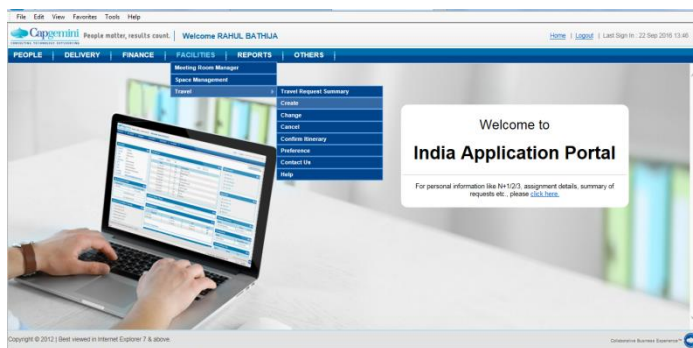 File Edit View Favorites Tools Help
Capgemini People matter, results count. Welcome RAHUL BATHIJA Home | Logout | Last Sign In : 22 Sep 2016 13:46
CONSULTING.TECHNOLOGY.OUTSOURCING
PEOPLE | DELIVERY | FINANCE | FACILITIES | REPORTS | OTHERS |
Meeting Room Manager
Space Management
Travel › Travel Request Summary
Create
Change
Cancel
Confirm Itinerary
Preference
Contact Us
Help
Welcome to
India Application Portal
For personal information like N+1/2/3, assignment details, summary of
requests etc., please click here.
Copyright © 2012 | Best viewed in Internet Explorer 7 & above. Collaborative Business Experience™